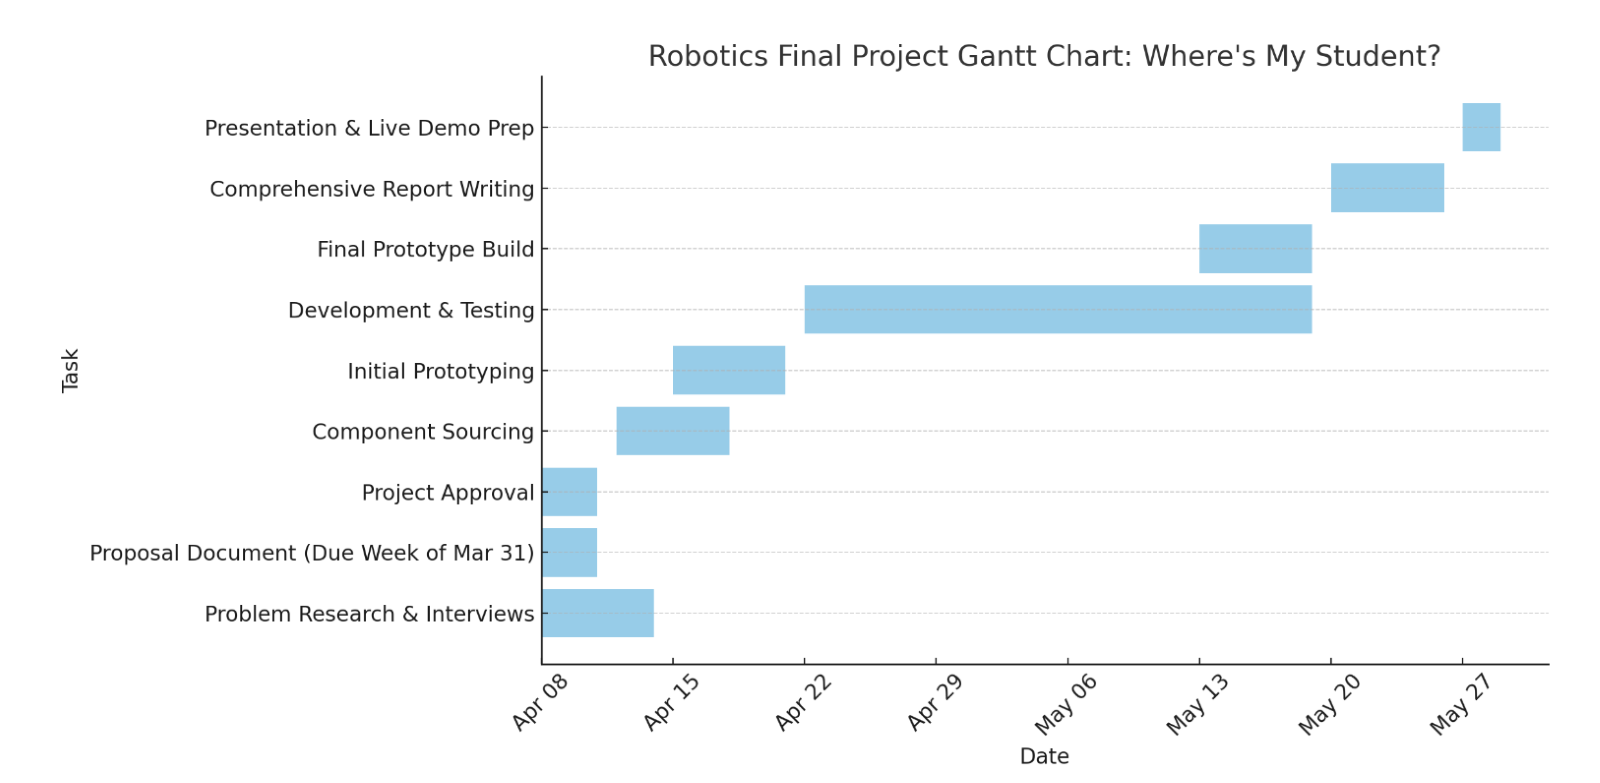 Robotics Final Project Gantt Chart: Where's My Student?
Presentation & Live Demo Prep
Comprehensive Report Writing
Final Prototype Build
Development & Testing
Initial Prototyping
Component Sourcing
Project Approval
Proposal Document (Due Week of Mar 31)
Problem Research & Interviews
Task
Apr 08
Apr 15
Apr 22
Apr 29
May 06
May 13
May 20
May 27
Date